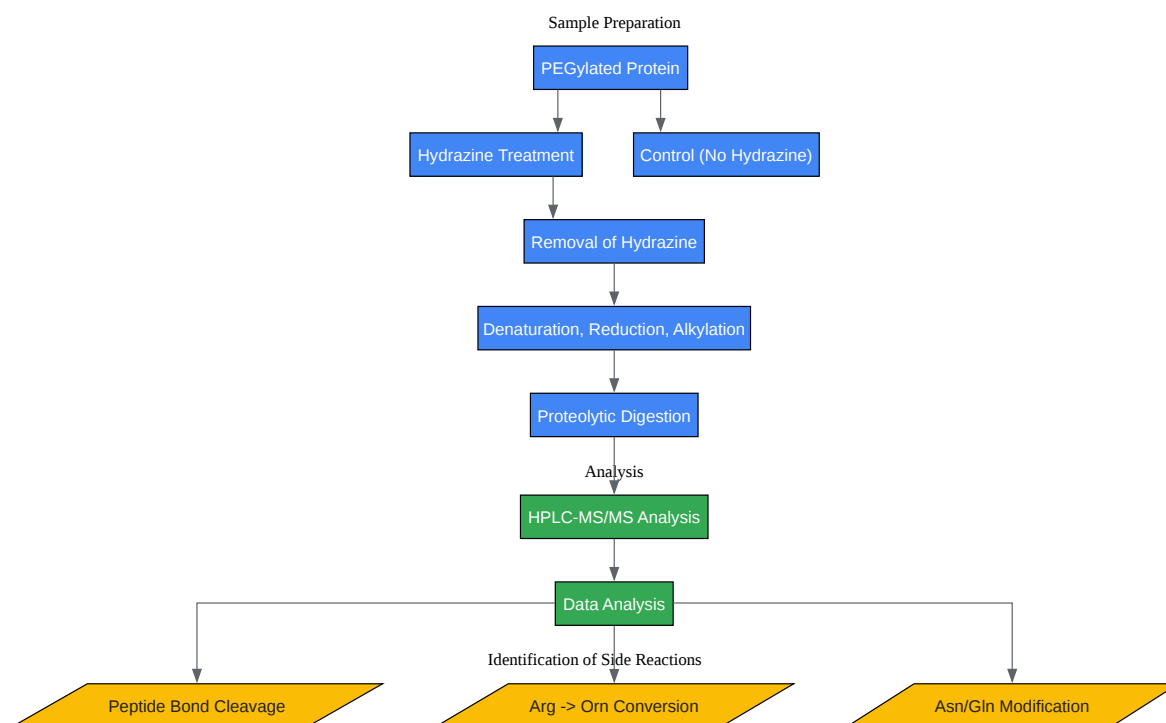 Sample Preparation
PEGylated Protein
Hydrazine Treatment
Control (No Hydrazine)
Removal of Hydrazine
Denaturation, Reduction, Alkylation
Proteolytic Digestion
Analysis
HPLC-MS/MS Analysis
Data Analysis
Identification of Side Reactions
Peptide Bond Cleavage
Arg -> Orn Conversion
Asn/Gln Modification